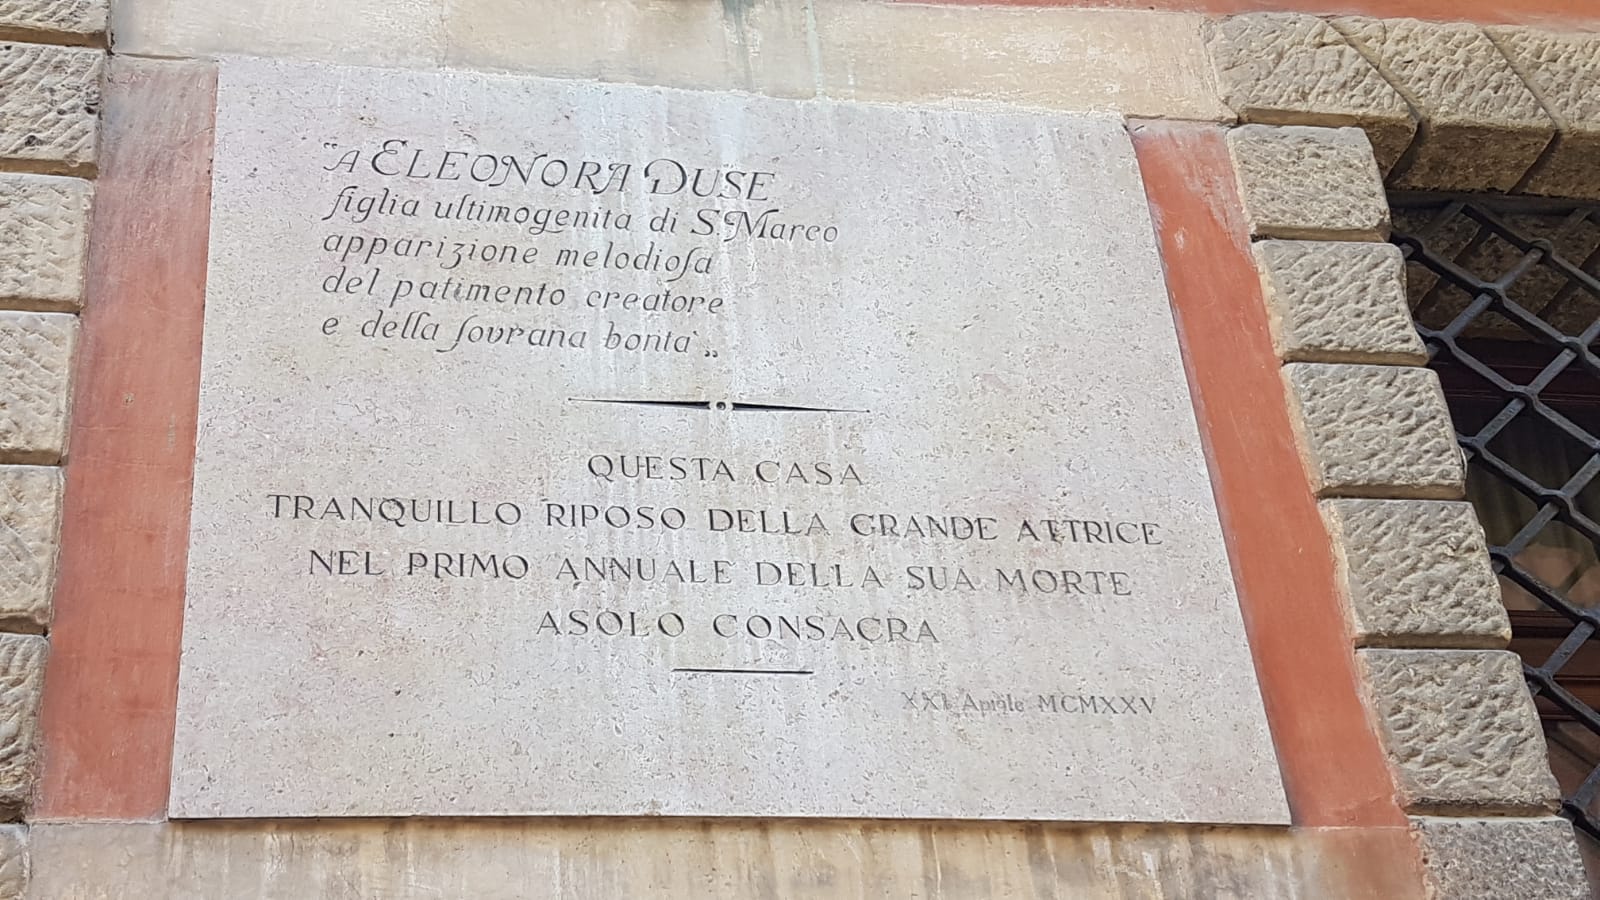 “A ELEONORA DUSE
figlia ultimogenita di S. Marco
apparizione melodioſa
del patimento creatore
e della ſovrana bontà „
QUESTA CASA
TRANQUILLO RIPOSO DELLA GRANDE ATTRICE
NEL PRIMO ANNUALE DELLA SUA MORTE
ASOLO CONSACRA
XXI Aprile MCMXXV